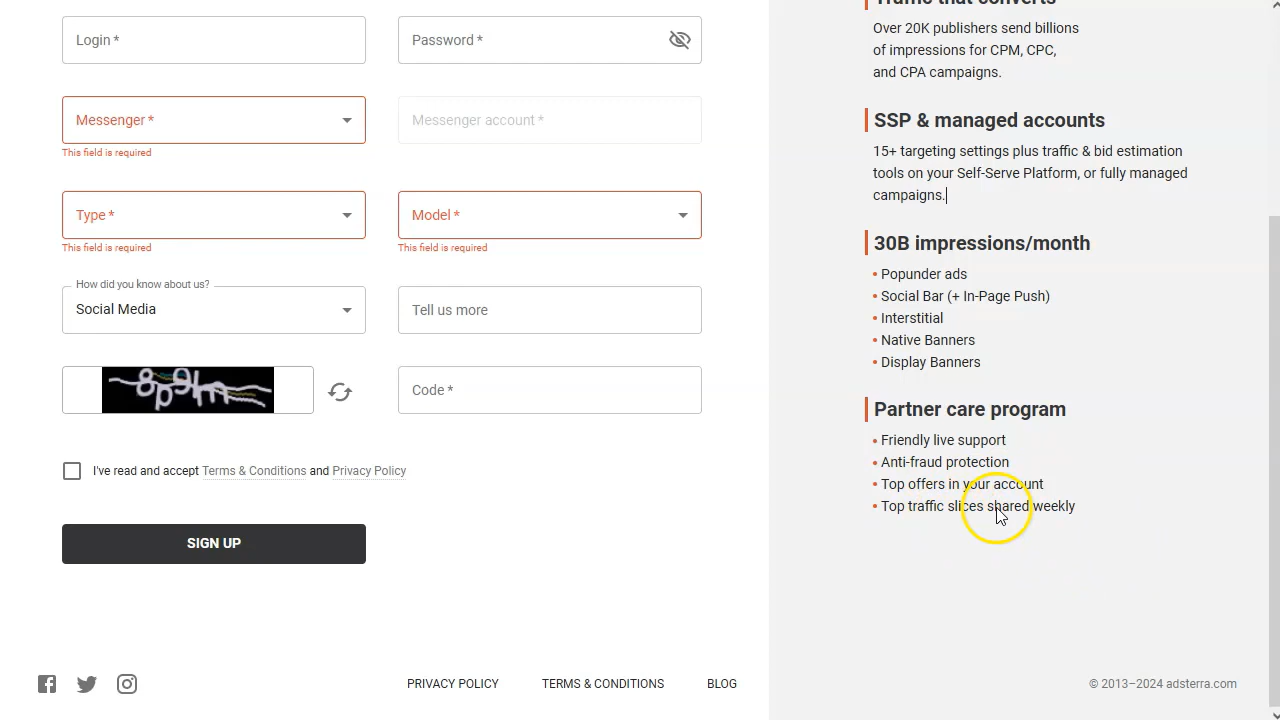 Login *
Password *
Messenger *
Messenger account *
This field is required
Type *
Model *
This field is required
This field is required
How did you know about us?
Social Media
Tell us more
Code *
I've read and accept Terms & Conditions and Privacy Policy
SIGN UP
Traffic that converts
Over 20K publishers send billions
of impressions for CPM, CPC,
and CPA campaigns.
SSP & managed accounts
15+ targeting settings plus traffic & bid estimation
tools on your Self-Serve Platform, or fully managed
campaigns.
30B impressions/month
• Popunder ads
• Social Bar (+ In-Page Push)
• Interstitial
• Native Banners
• Display Banners
Partner care program
• Friendly live support
• Anti-fraud protection
• Top offers in your account
• Top traffic slices shared weekly
PRIVACY POLICY
TERMS & CONDITIONS
BLOG
© 2013–2024 adsterra.com